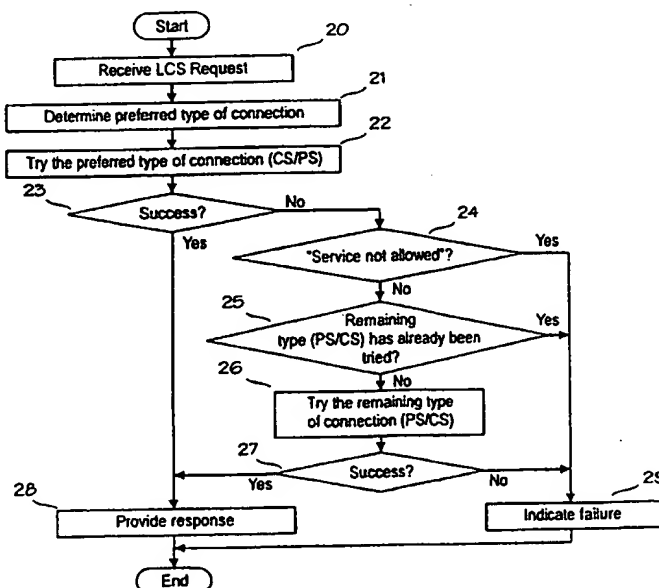 Start
20
Receive LCS Request
21
Determine preferred type of connection
22
Try the preferred type of connection (CS/PS)
23
Success?
No
Yes
24
"Service not allowed"?
Yes
No
25
Remaining
type (PS/CS) has already been
tried?
Yes
No
26
Try the remaining type
of connection (PS/CS)
27
Success?
Yes
No
28
Provide response
29
Indicate failure
End